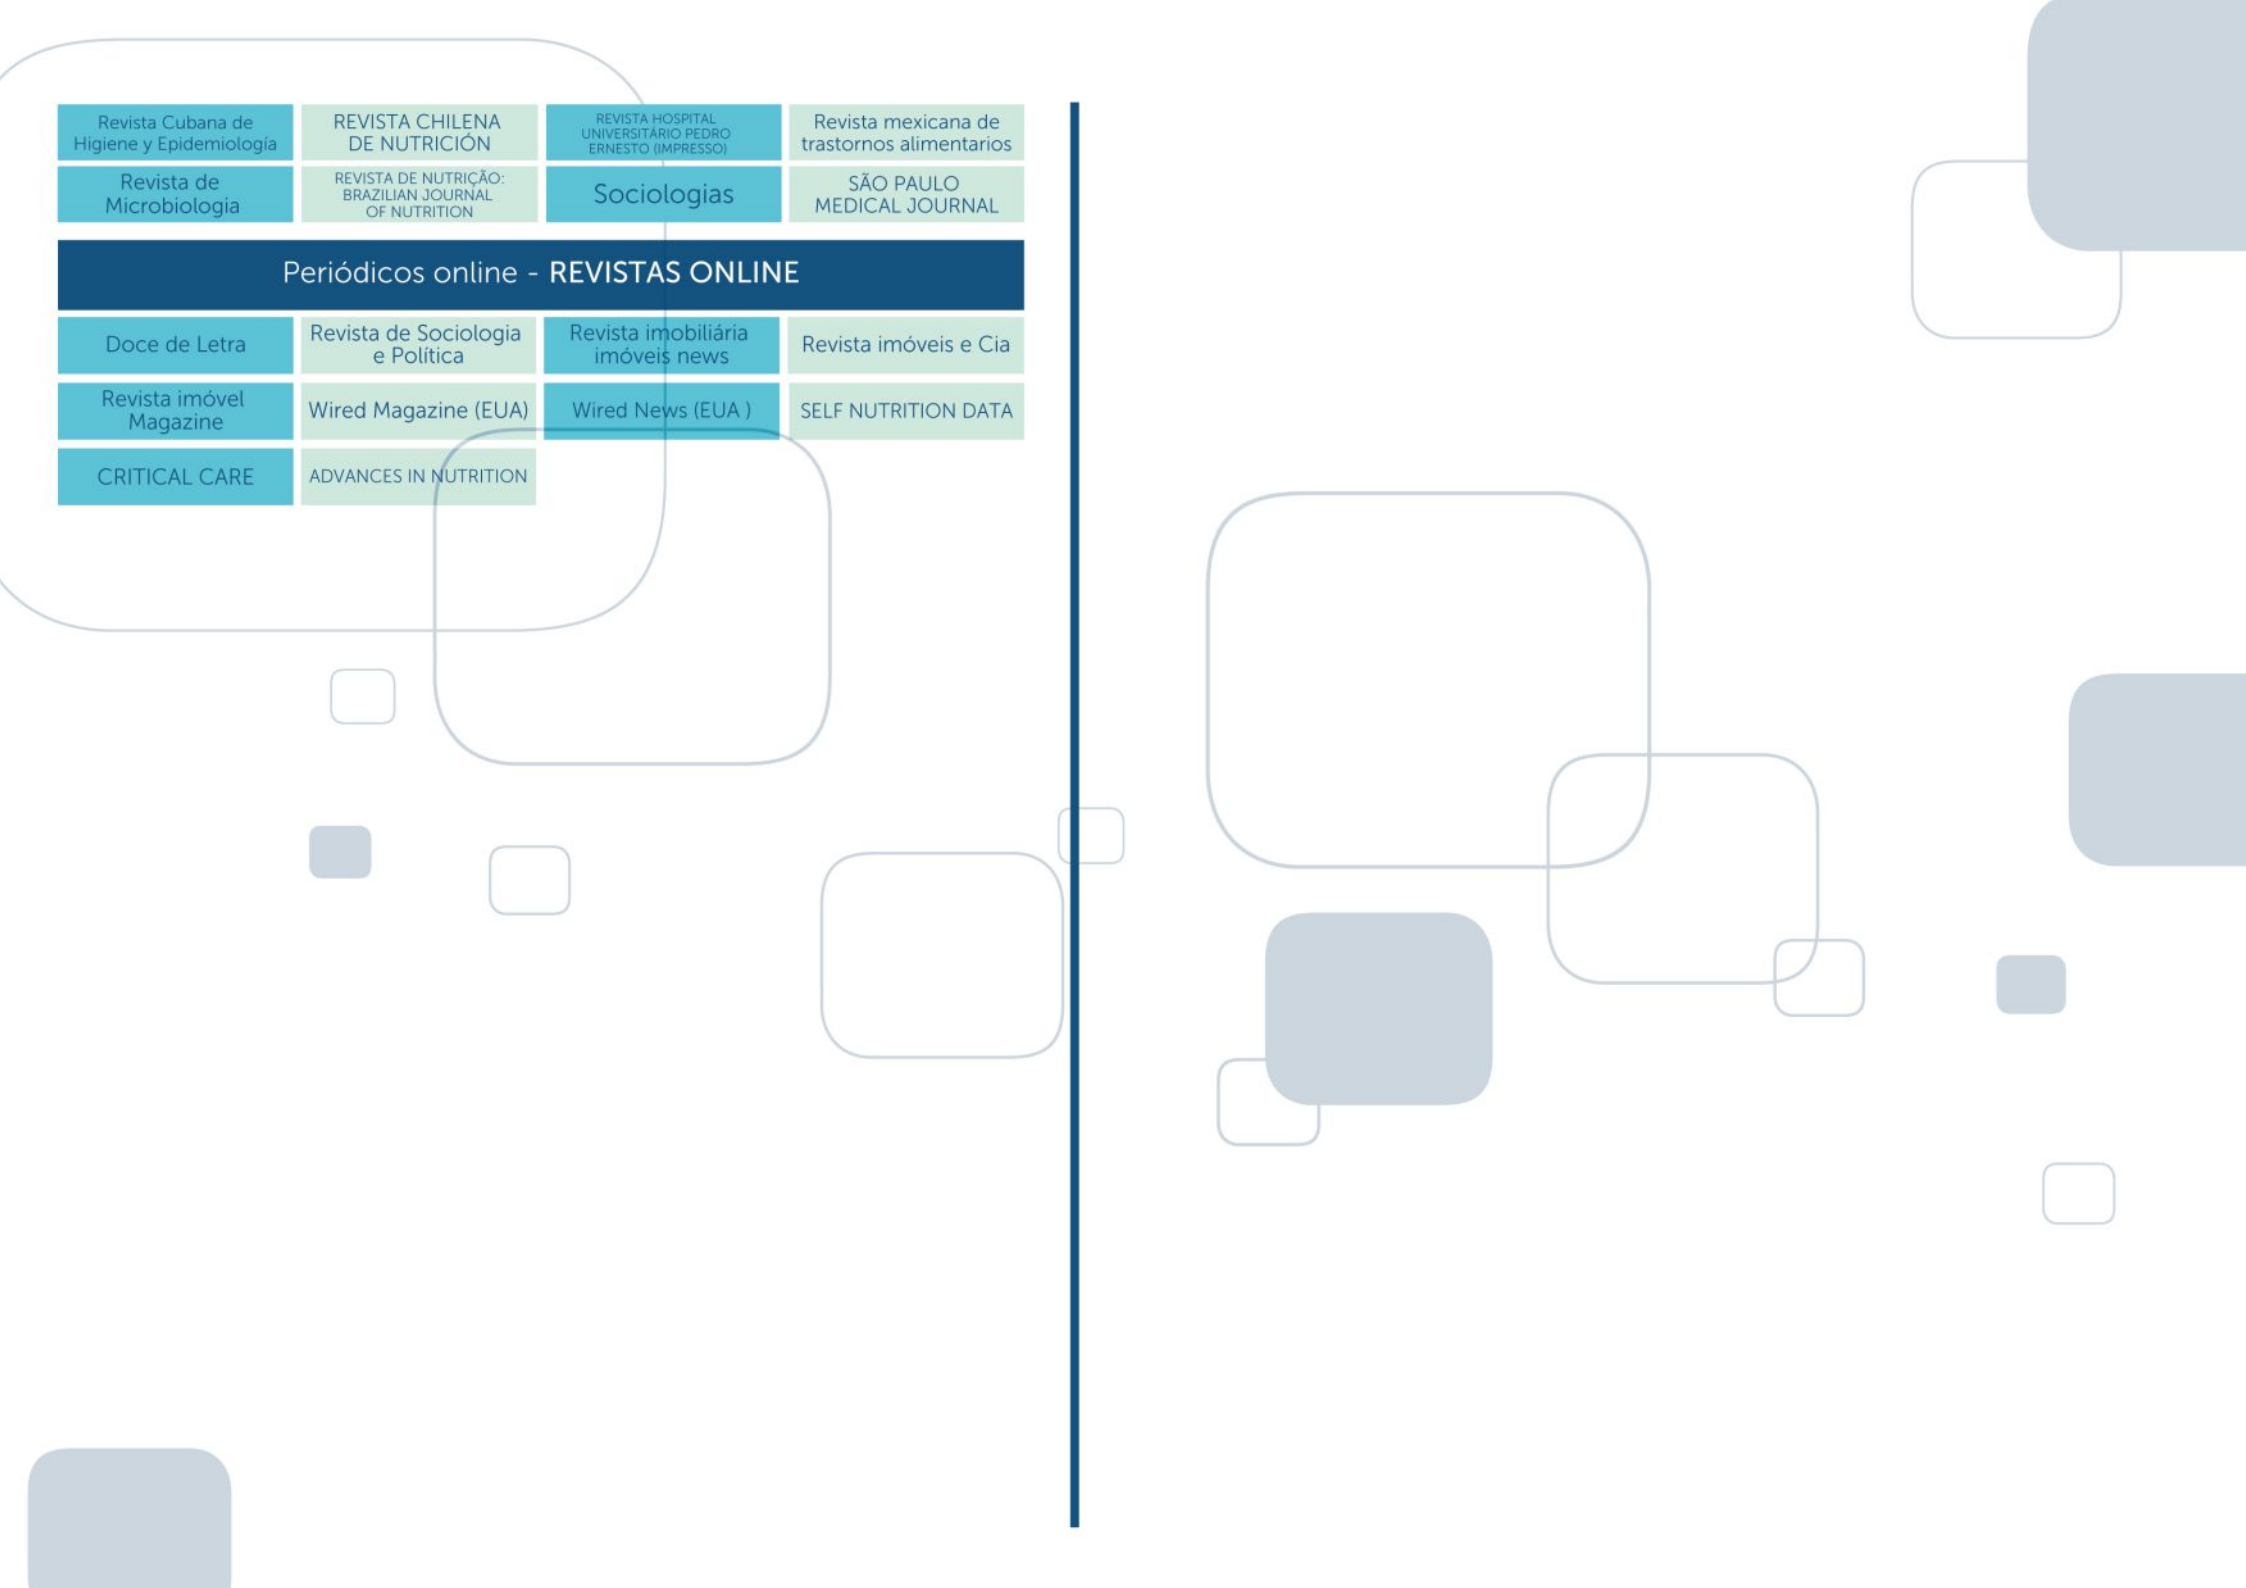 Revista Cubana de
Higiene y Epidemiología
REVISTA CHILENA
DE NUTRICIÓN
REVISTA HOSPITAL
UNIVERSITÁRIO PEDRO
ERNESTO (IMPRESSO)
Revista mexicana de
trastornos alimentarios
Revista de
Microbiologia
REVISTA DE NUTRIÇÃO:
BRAZILIAN JOURNAL
OF NUTRITION
Sociologias
SÃO PAULO
MEDICAL JOURNAL
Periódicos online - REVISTAS ONLINE
Doce de Letra
Revista de Sociologia
e Política
Revista imobiliária
imóveis news
Revista imóveis e Cia
Revista imóvel
Magazine
Wired Magazine (EUA)
Wired News (EUA )
SELF NUTRITION DATA
CRITICAL CARE
ADVANCES IN NUTRITION